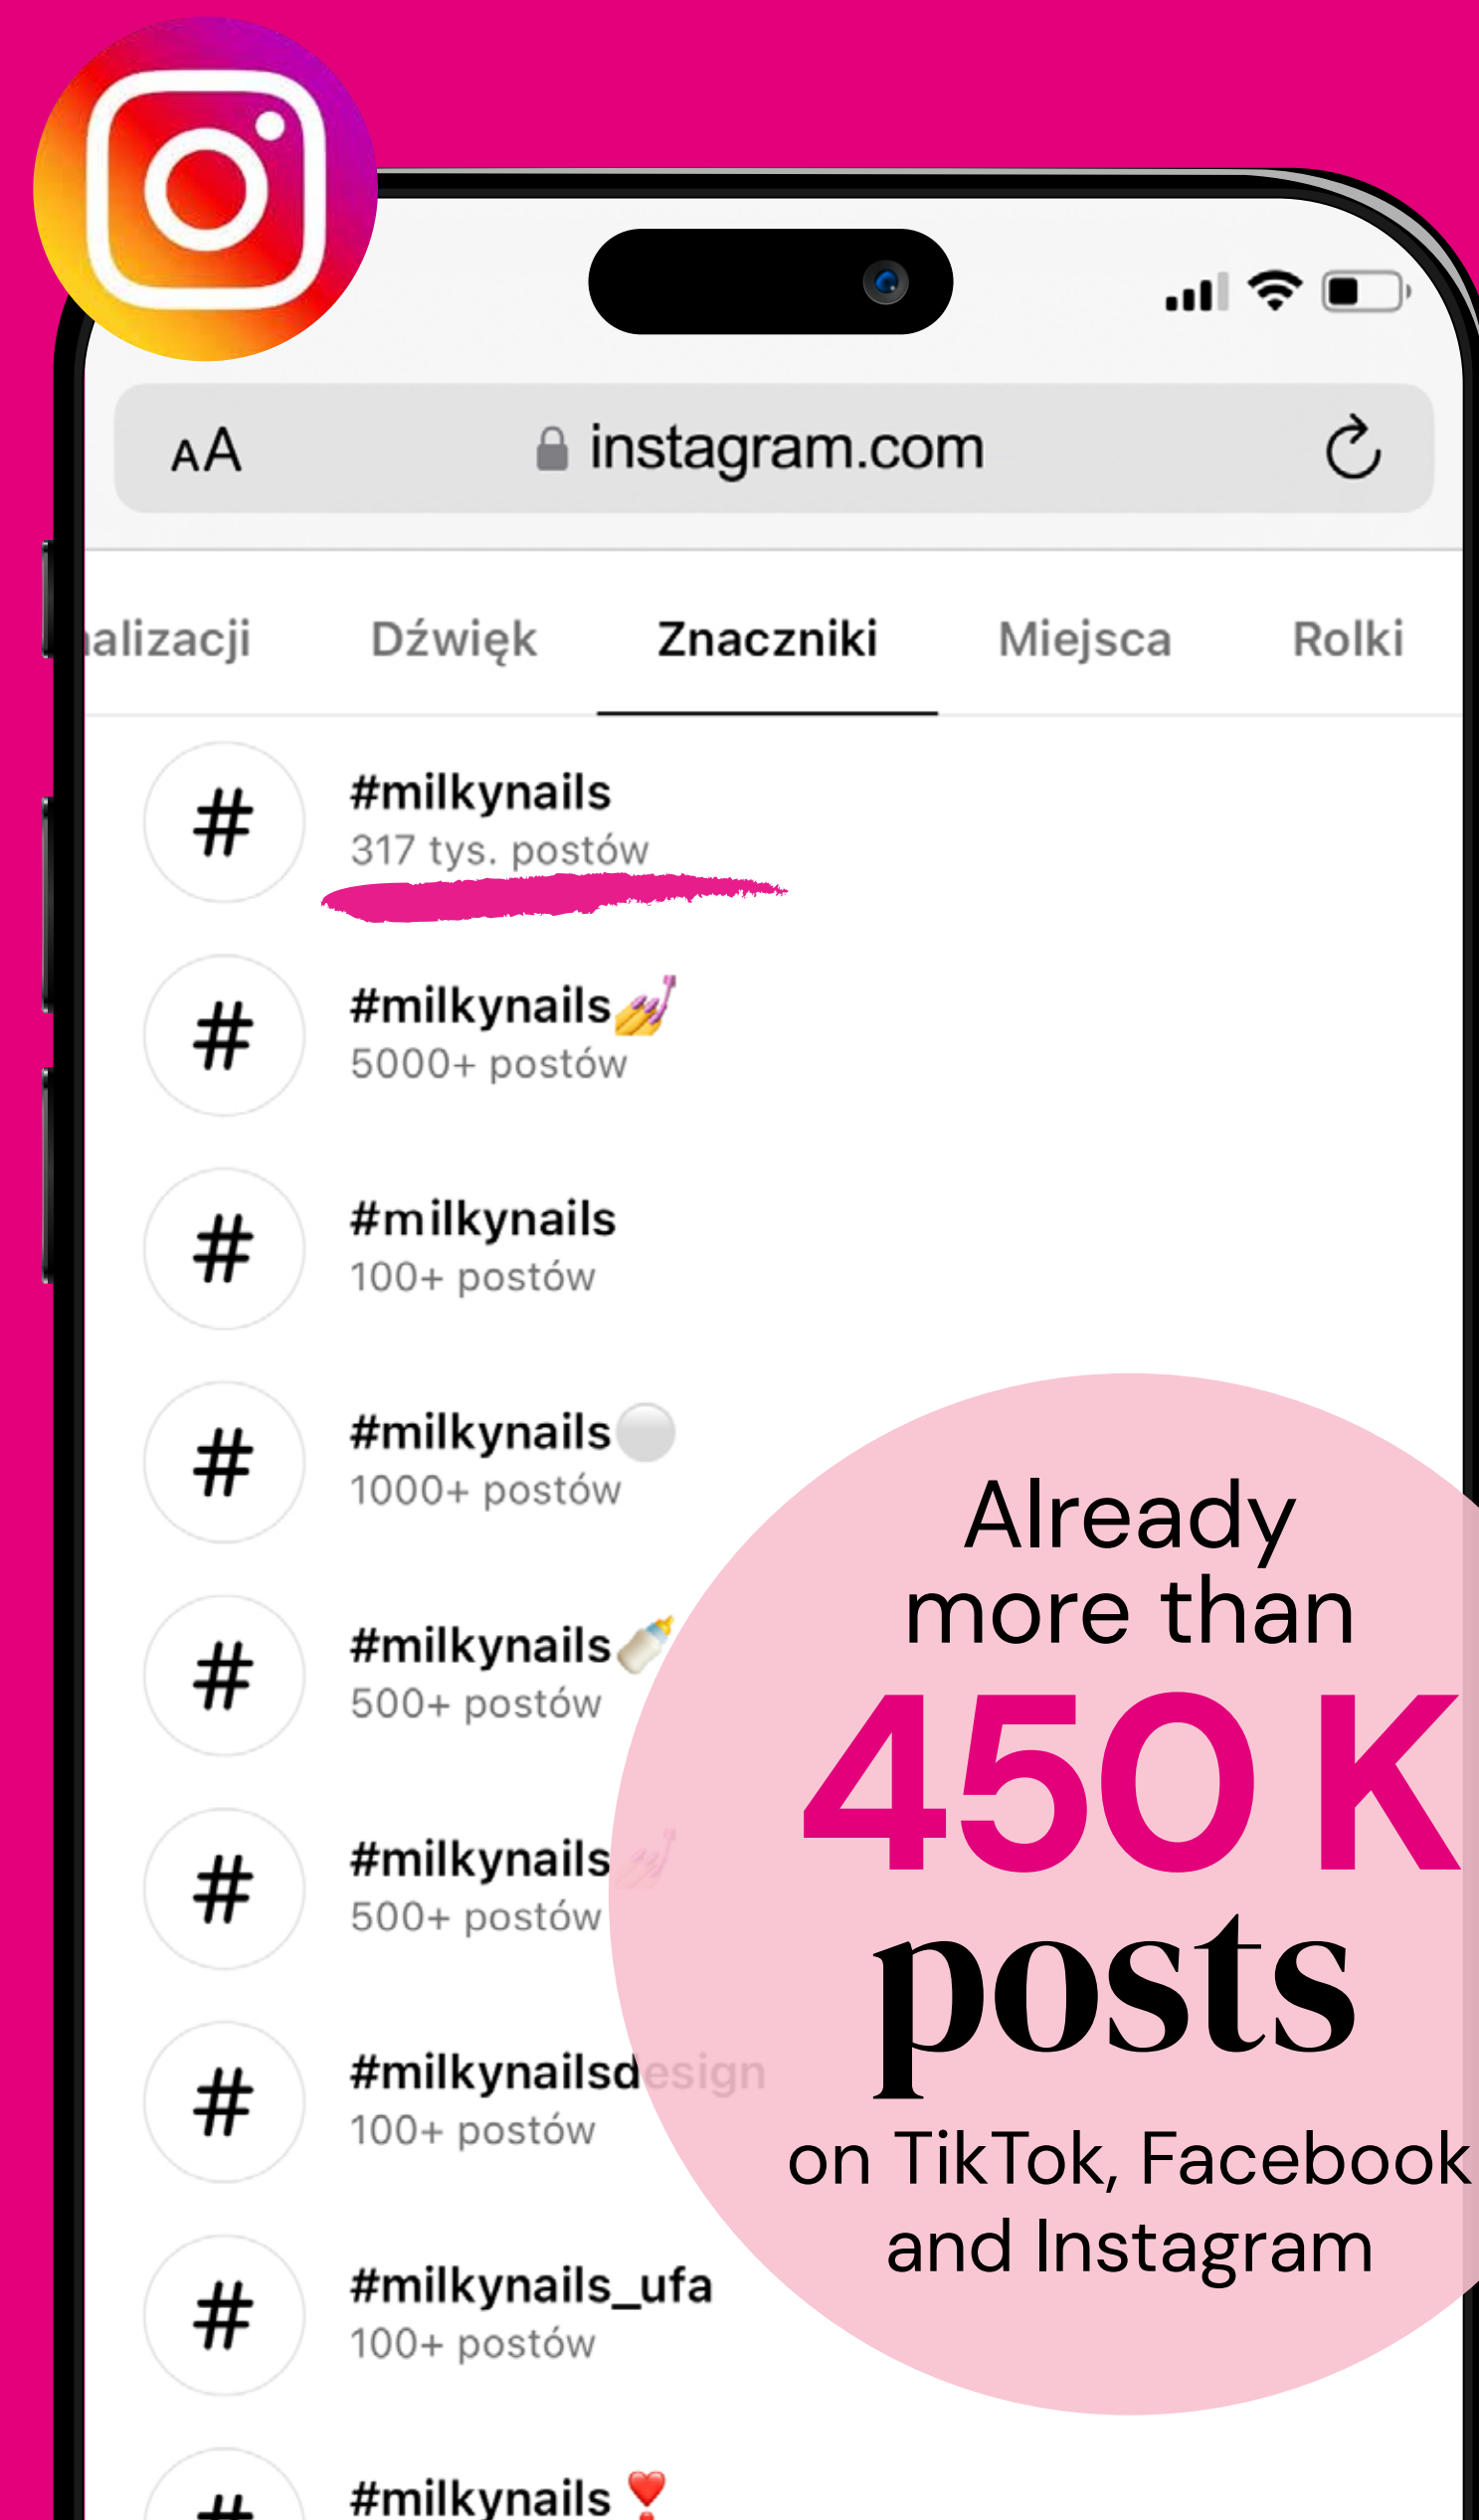 AA instagram.com
alizacji Dźwięk Znaczniki Miejsca Rolki
# #milkynails
317 tys. postów
# #milkynails💅
5000+ postów
# #milkynails
100+ postów
# #milkynails⚪
1000+ postów
# #milkynails🍼
500+ postów
# #milkynails💅🏻
500+ postów
# #milkynailsdesign
100+ postów
# #milkynails_ufa
100+ postów
# #milkynails❣️
Already
more than
450 K
posts
on TikTok, Facebook
and Instagram